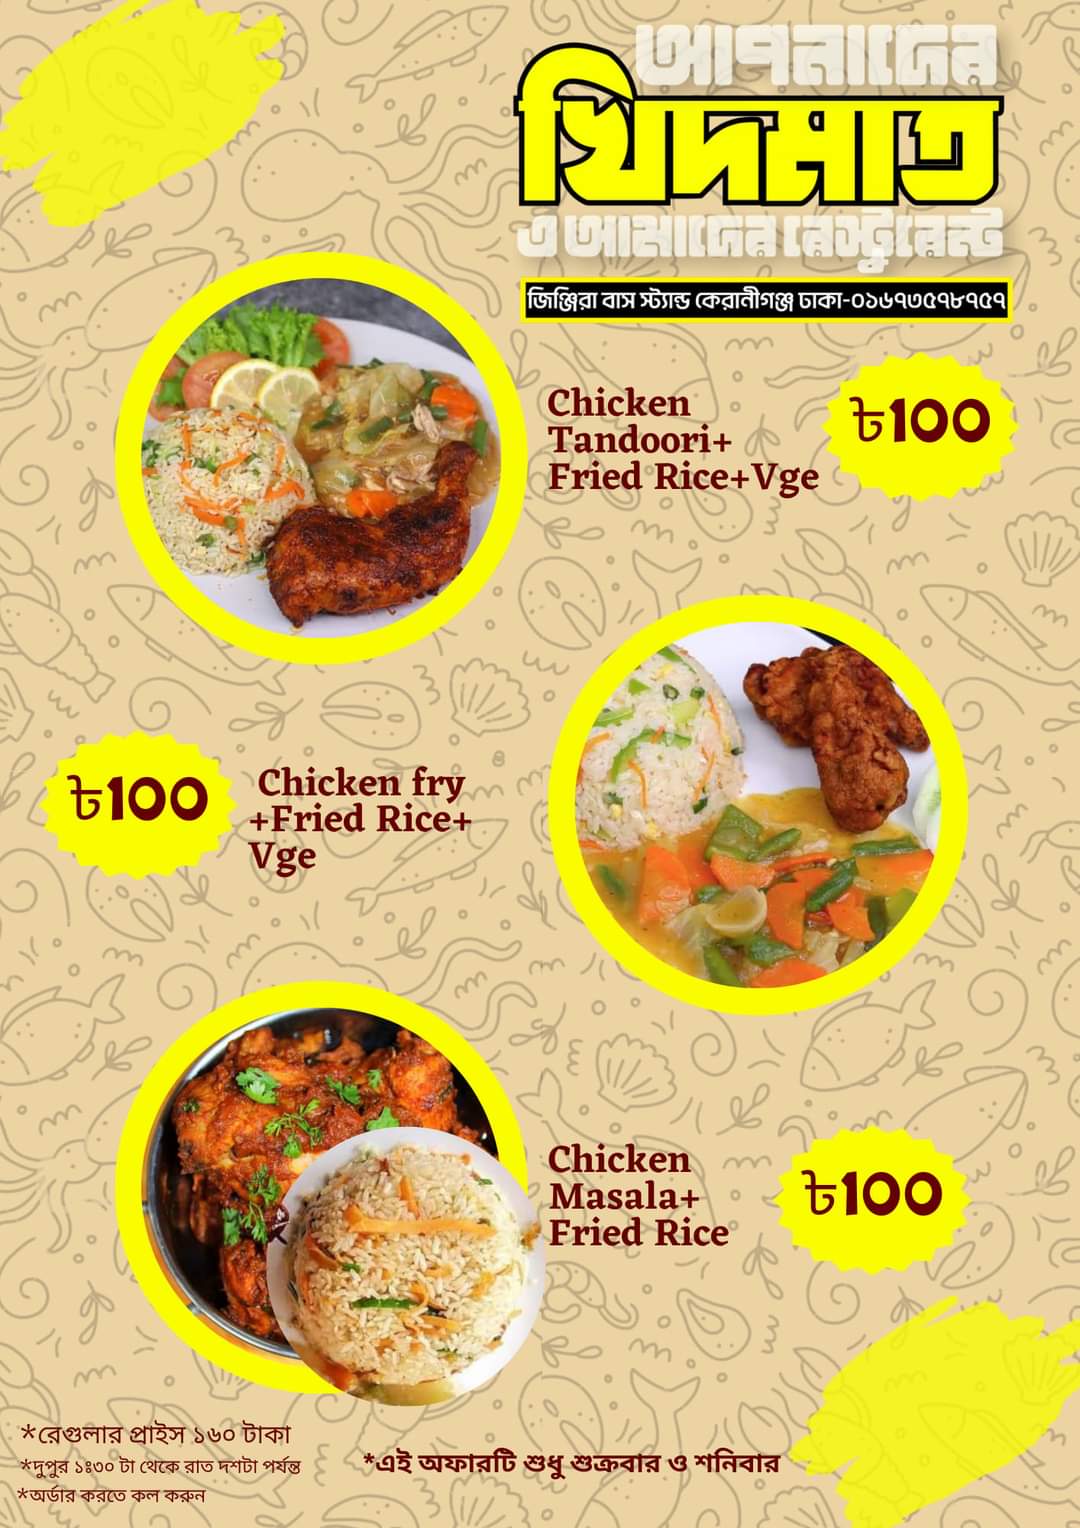 আপনাদের
খিদমাত
এ আমাদের রেস্টুরেন্ট
জিঞ্জিরা বাস স্ট্যান্ড কেরানীগঞ্জ ঢাকা-০১৬৭৩৫৭৮৭৫৭
Chicken
Tandoori+
Fried Rice+Vge
৳100
৳100
Chicken fry
+Fried Rice+
Vge
Chicken
Masala+
Fried Rice
৳100
*রেগুলার প্রাইস ১৬০ টাকা
*দুপুর ১ঃ৩০ টা থেকে রাত দশটা পর্যন্ত
*অর্ডার করতে কল করুন
*এই অফারটি শুধু শুক্রবার ও শনিবার